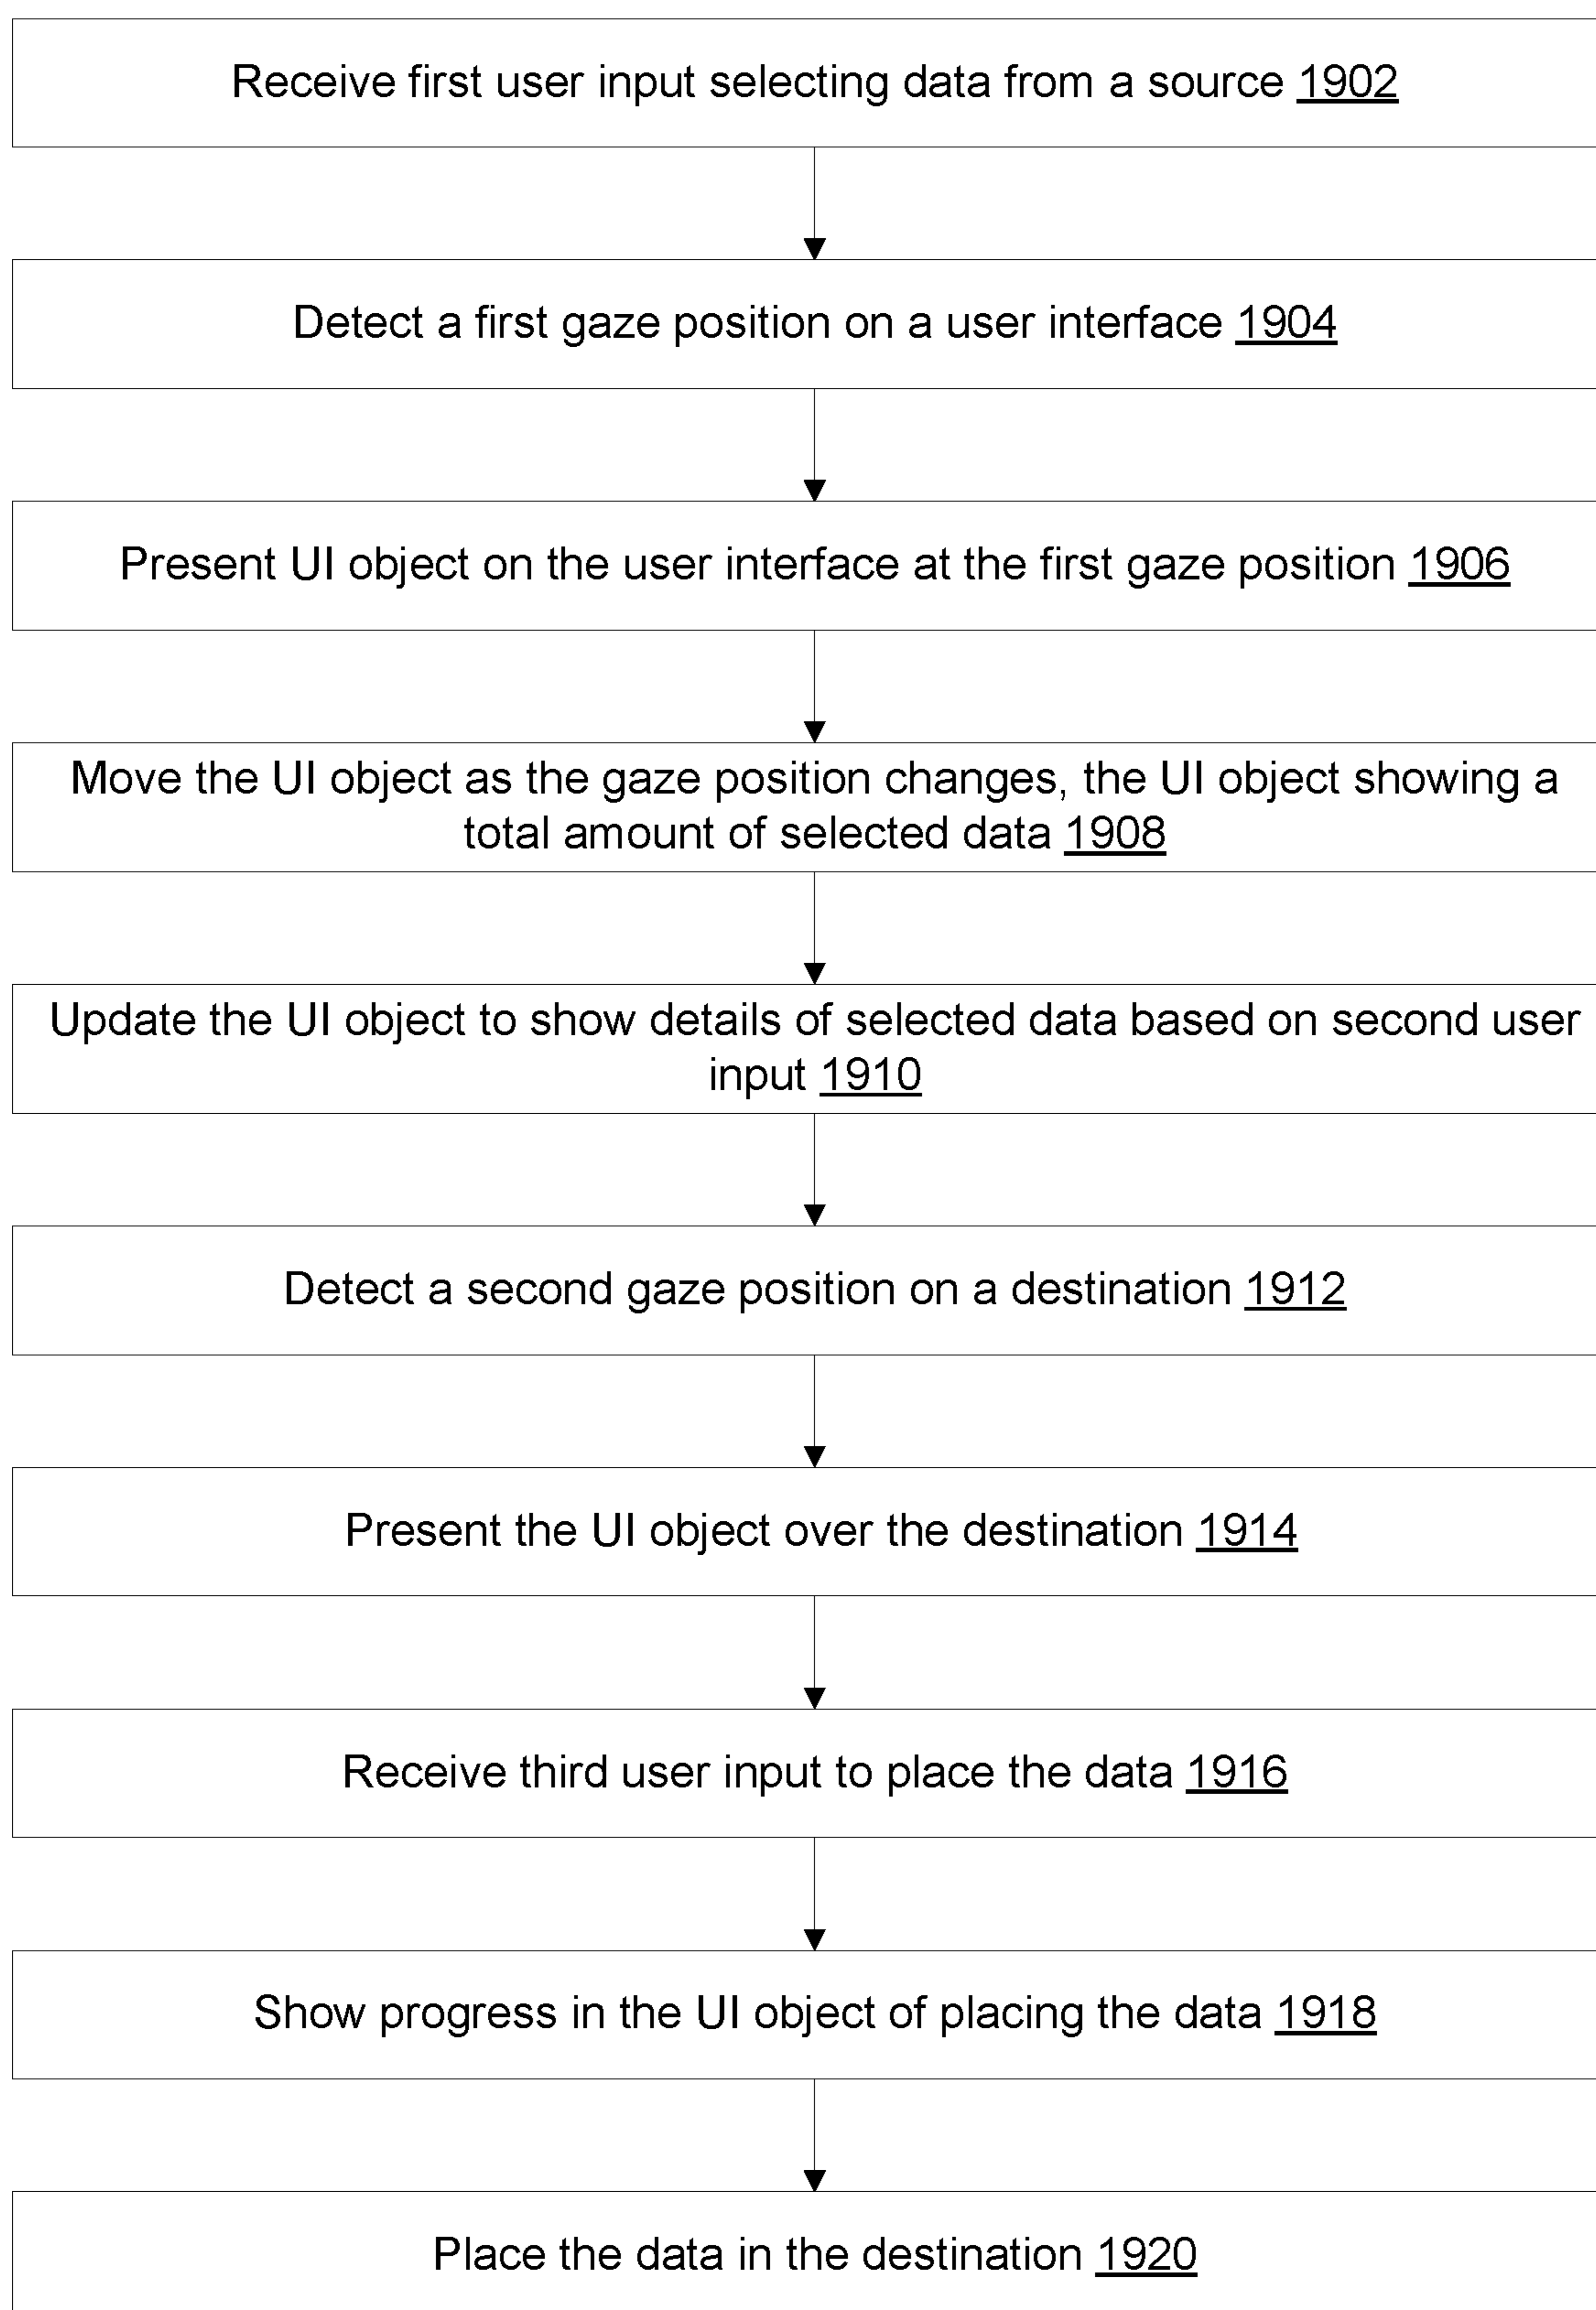 Receive first user input selecting data from a source 1902
Detect a first gaze position on a user interface 1904
Present UI object on the user interface at the first gaze position 1906
Move the UI object as the gaze position changes, the UI object showing a
total amount of selected data 1908
Update the UI object to show details of selected data based on second user
input 1910
Detect a second gaze position on a destination 1912
Present the UI object over the destination 1914
Receive third user input to place the data 1916
Show progress in the UI object of placing the data 1918
Place the data in the destination 1920